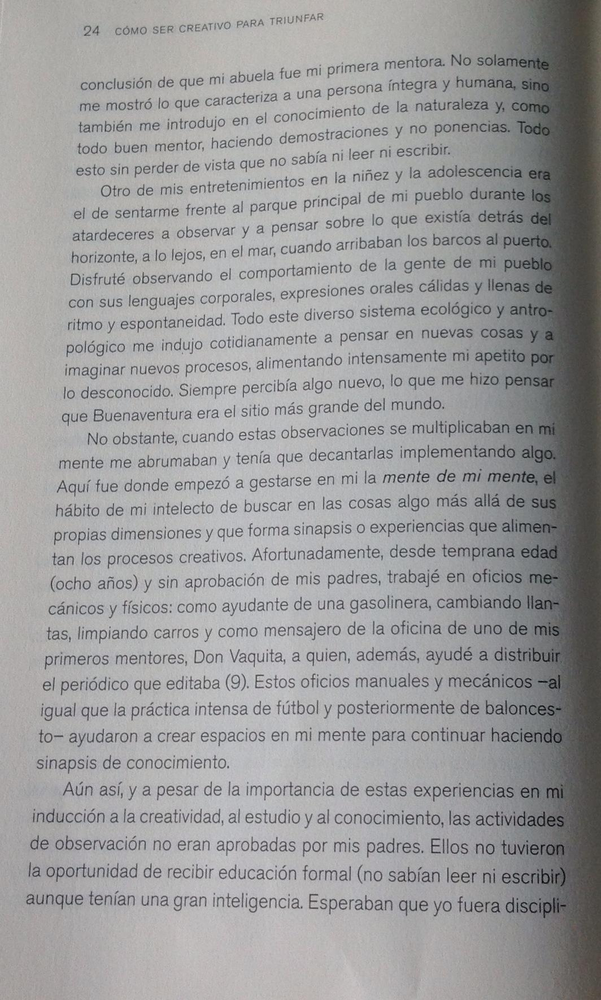 24 CÓMO SER CREATIVO PARA TRIUNFAR
conclusión de que mi abuela fue mi primera mentora. No solamente
me mostró lo que caracteriza a una persona íntegra y humana, sino
también me introdujo en el conocimiento de la naturaleza y, como
todo buen mentor, haciendo demostraciones y no ponencias. Todo
esto sin perder de vista que no sabía ni leer ni escribir.
Otro de mis entretenimientos en la niñez y la adolescencia era
el de sentarme frente al parque principal de mi pueblo durante los
atardeceres a observar y a pensar sobre lo que existía detrás del
horizonte, a lo lejos, en el mar, cuando arribaban los barcos al puerto.
Disfruté observando el comportamiento de la gente de mi pueblo
con sus lenguajes corporales, expresiones orales cálidas y llenas de
ritmo y espontaneidad. Todo este diverso sistema ecológico y antro-
pológico me indujo cotidianamente a pensar en nuevas cosas y a
imaginar nuevos procesos, alimentando intensamente mi apetito por
lo desconocido. Siempre percibía algo nuevo, lo que me hizo pensar
que Buenaventura era el sitio más grande del mundo.
No obstante, cuando estas observaciones se multiplicaban en mi
mente me abrumaban y tenía que decantarlas implementando algo.
Aquí fue donde empezó a gestarse en mi la mente de mi mente, el
hábito de mi intelecto de buscar en las cosas algo más allá de sus
propias dimensiones y que forma sinapsis o experiencias que alimen-
tan los procesos creativos. Afortunadamente, desde temprana edad
(ocho años) y sin aprobación de mis padres, trabajé en oficios me-
cánicos y físicos: como ayudante de una gasolinera, cambiando llan-
tas, limpiando carros y como mensajero de la oficina de uno de mis
primeros mentores, Don Vaquita, a quien, además, ayudé a distribuir
el periódico que editaba (9). Estos oficios manuales y mecánicos –al
igual que la práctica intensa de fútbol y posteriormente de balonces-
to– ayudaron a crear espacios en mi mente para continuar haciendo
sinapsis de conocimiento.
Aún así, y a pesar de la importancia de estas experiencias en mi
inducción a la creatividad, al estudio y al conocimiento, las actividades
de observación no eran aprobadas por mis padres. Ellos no tuvieron
la oportunidad de recibir educación formal (no sabían leer ni escribir)
aunque tenían una gran inteligencia. Esperaban que yo fuera discipli-